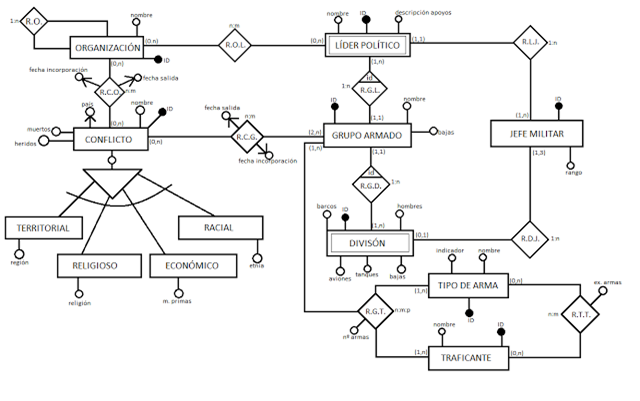 R.O.
1:n
nombre
ORGANIZACIÓN
(0,n)
ID
(0,n)
n:m
R.O.L.
nombre
ID
descripción apoyos
(0,n)
LÍDER POLÍTICO
(1,1)
(1,n)
R.L.J.
1:n
fecha incorporación
fecha salida
R.C.O.
n:m
id
R.G.L.
1:n
país
nombre
ID
(0,n)
muertos
heridos
CONFLICTO
(0,n)
fecha salida
n:m
R.C.G.
fecha incorporación
ID
nombre
(1,1)
(2,n)
GRUPO ARMADO
bajas
(1,n)
(1,1)
ID
(1,n)
JEFE MILITAR
(1,3)
rango
id
R.G.D.
1:n
TERRITORIAL
región
RACIAL
etnia
RELIGIOSO
religión
ECONÓMICO
m. primas
barcos
ID
hombres
(1,n)
DIVISÓN
(0,1)
R.D.J.
1:n
aviones
tanques
bajas
indicador
nombre
TIPO DE ARMA
(1,n)
(0,n)
ID
ex. armas
R.G.T.
n:m:p
nº armas
n:m
R.T.T.
nombre
ID
(1,n)
TRAFICANTE
(0,n)